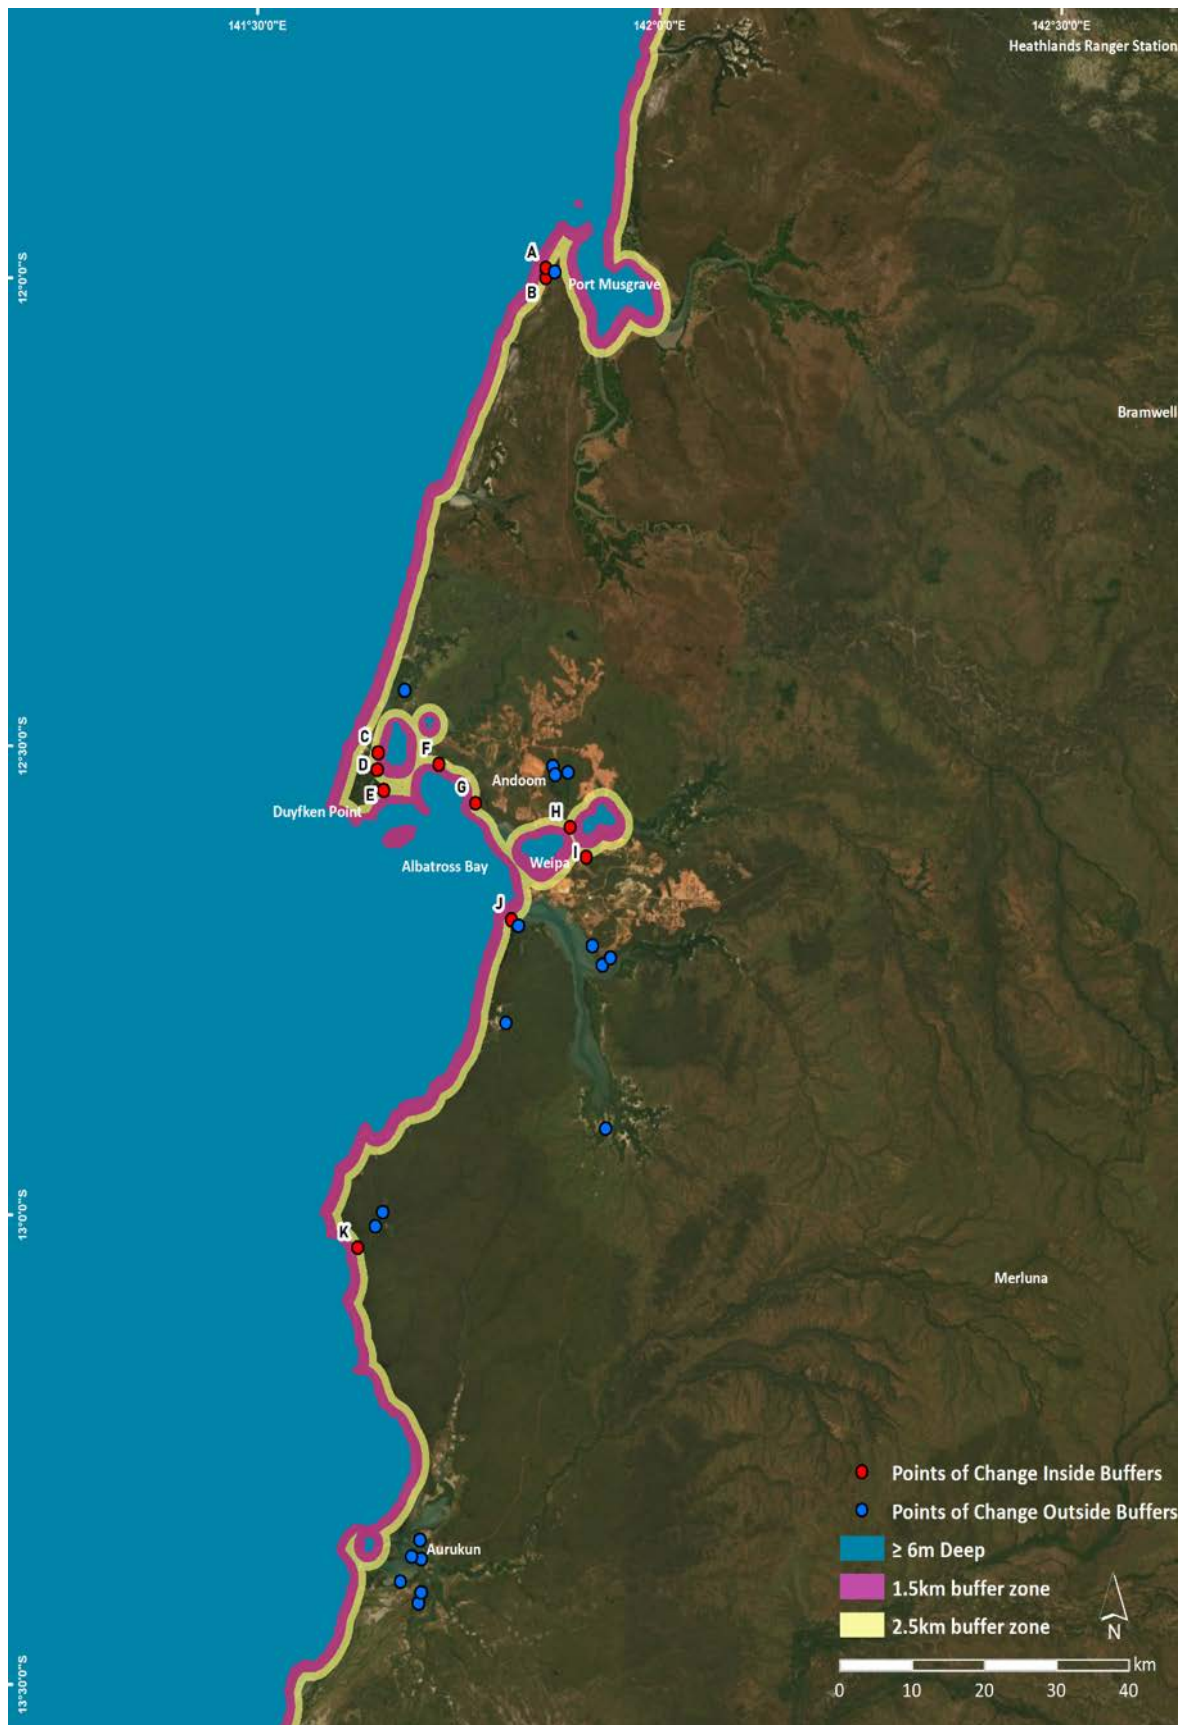 141°30'0"E
142°0'0"E
142°30'0"E
Heathlands Ranger Station
A
12°0'0"S
B
Port Musgrave
Bramwell
C
12°30'0"S
F
D
Andoom
G
E
Duyfken Point
H
I
Weipa
Albatross Bay
J
13°0'0"S
K
Merluna
Points of Change Inside Buffers
Points of Change Outside Buffers
Aurukun
≥ 6m Deep
1.5km buffer zone
2.5km buffer zone
N
km
0 10 20 30 40
13°30'0"S